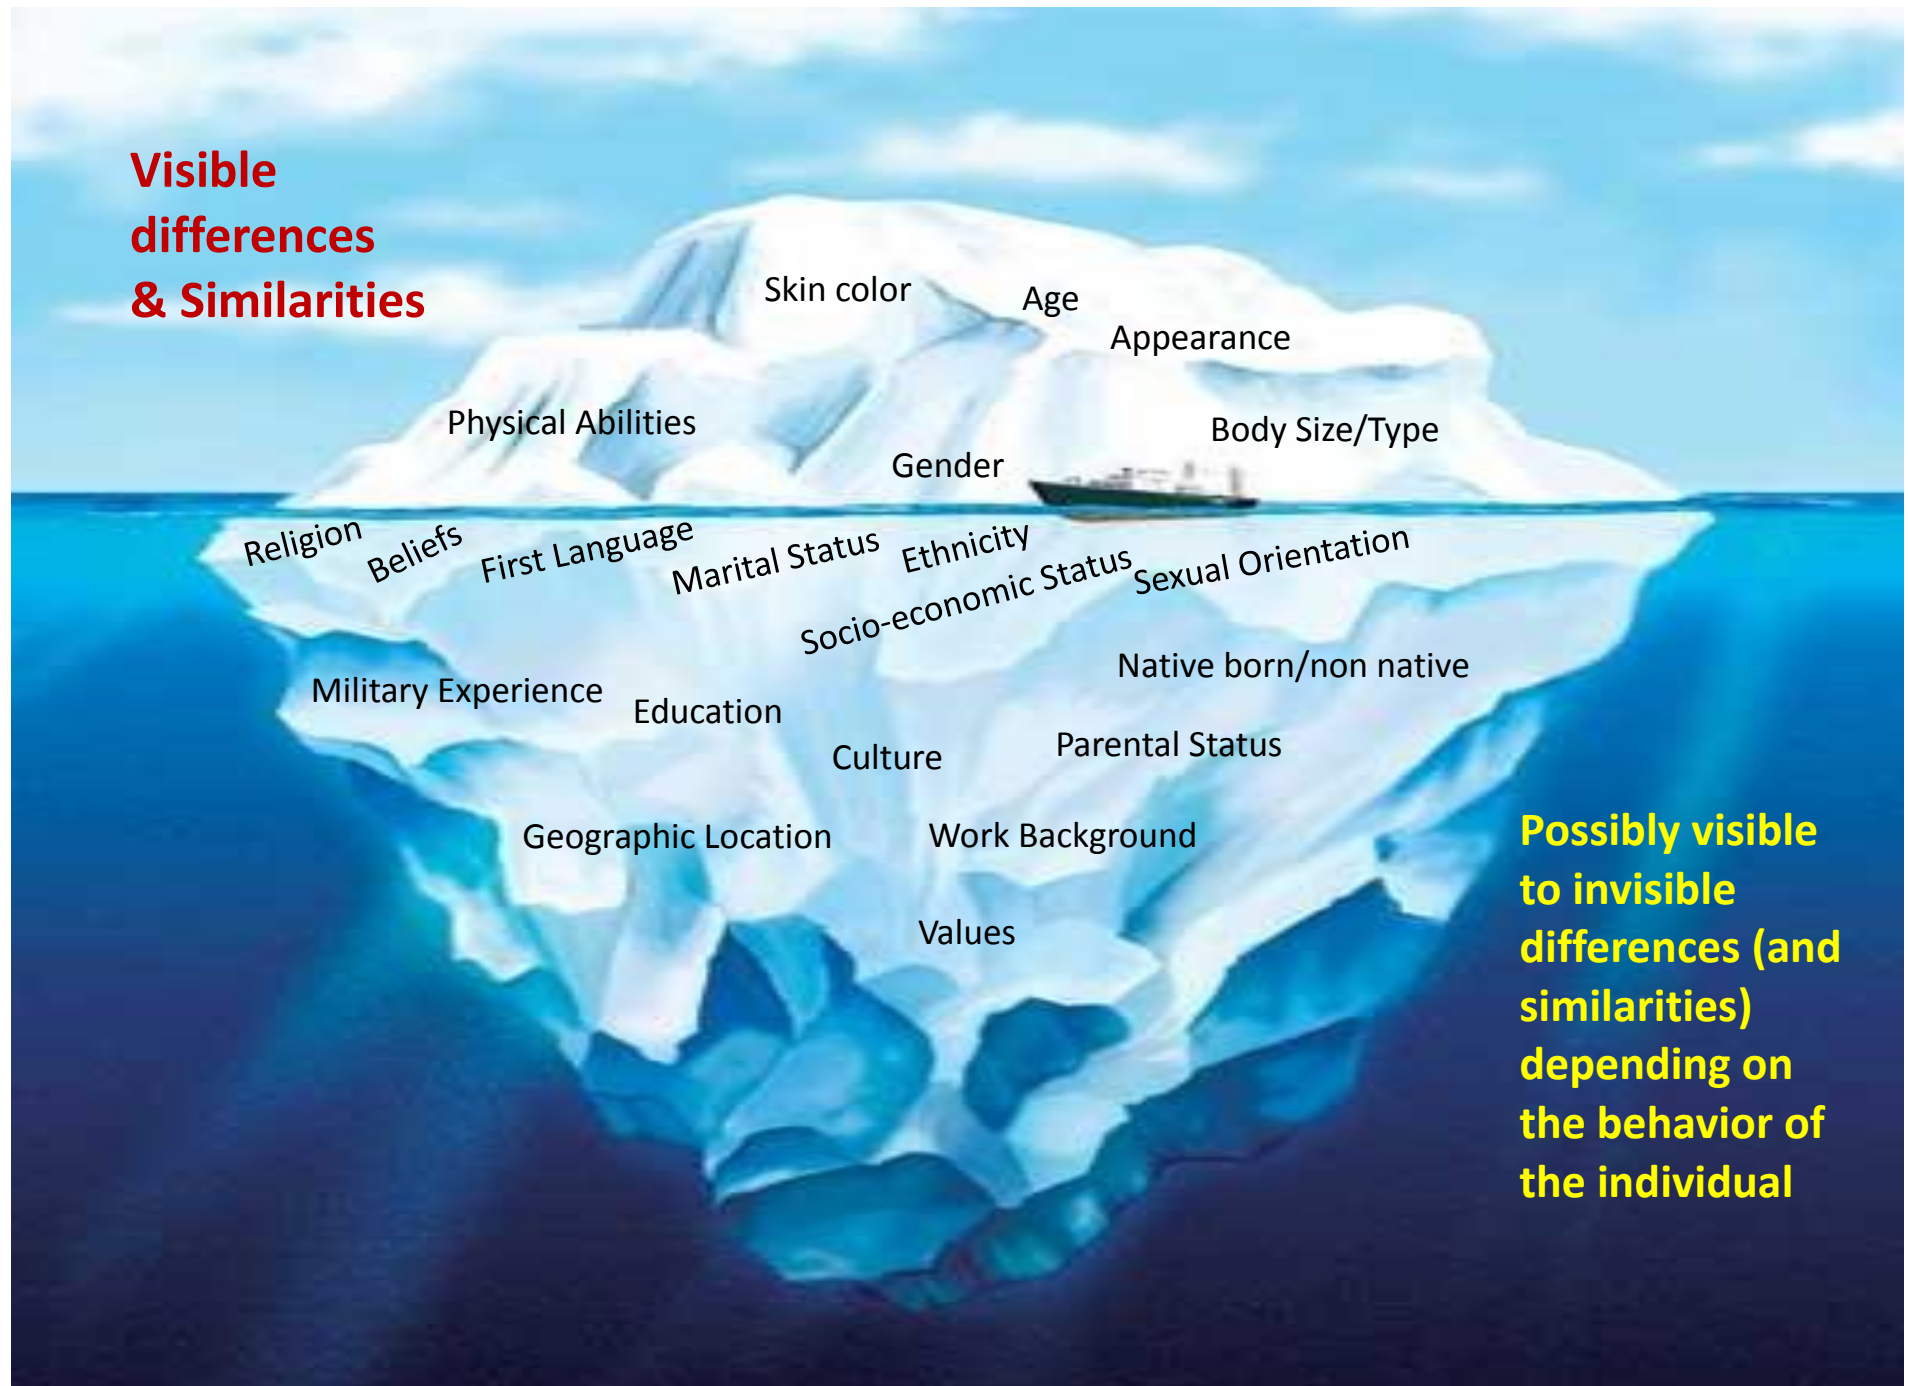 Visible
differences
& Similarities
Skin color
Age
Appearance
Physical Abilities
Body Size/Type
Gender
Religion
Beliefs
First Language
Marital Status
Ethnicity
Socio-economic Status
Sexual Orientation
Native born/non native
Military Experience
Education
Culture
Parental Status
Geographic Location
Work Background
Values
Possibly visible
to invisible
differences (and
similarities)
depending on
the behavior of
the individual